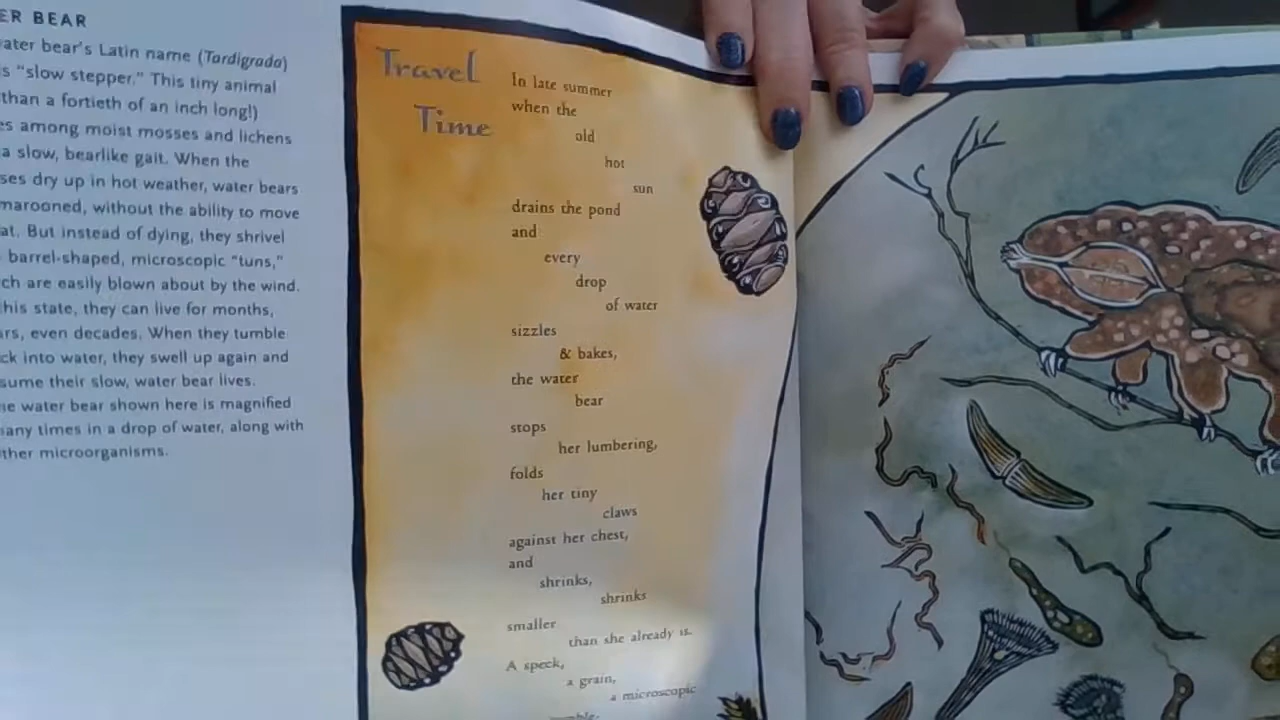 ER BEAR
ater bear's Latin name (Tardigrada)
s "slow stepper." This tiny animal
than a fortieth of an inch long!)
es among moist mosses and lichens
a slow, bearlike gait. When the
ses dry up in hot weather, water bears
marooned, without the ability to move
at. But instead of dying, they shrivel
barrel-shaped, microscopic "tuns,"
ch are easily blown about by the wind.
his state, they can live for months,
ars, even decades. When they tumble
ck into water, they swell up again and
sume their slow, water bear lives.
e water bear shown here is magnified
any times in a drop of water, along with
ther microorganisms.
Travel
Time
In late summer
when the
old
hot
sun
drains the pond
and
every
drop
of water
sizzles
& bakes,
the water
bear
stops
her lumbering,
folds
her tiny
claws
against her chest,
and
shrinks,
shrinks
smaller
than she already is.
A speck,
a grain,
a microscopic